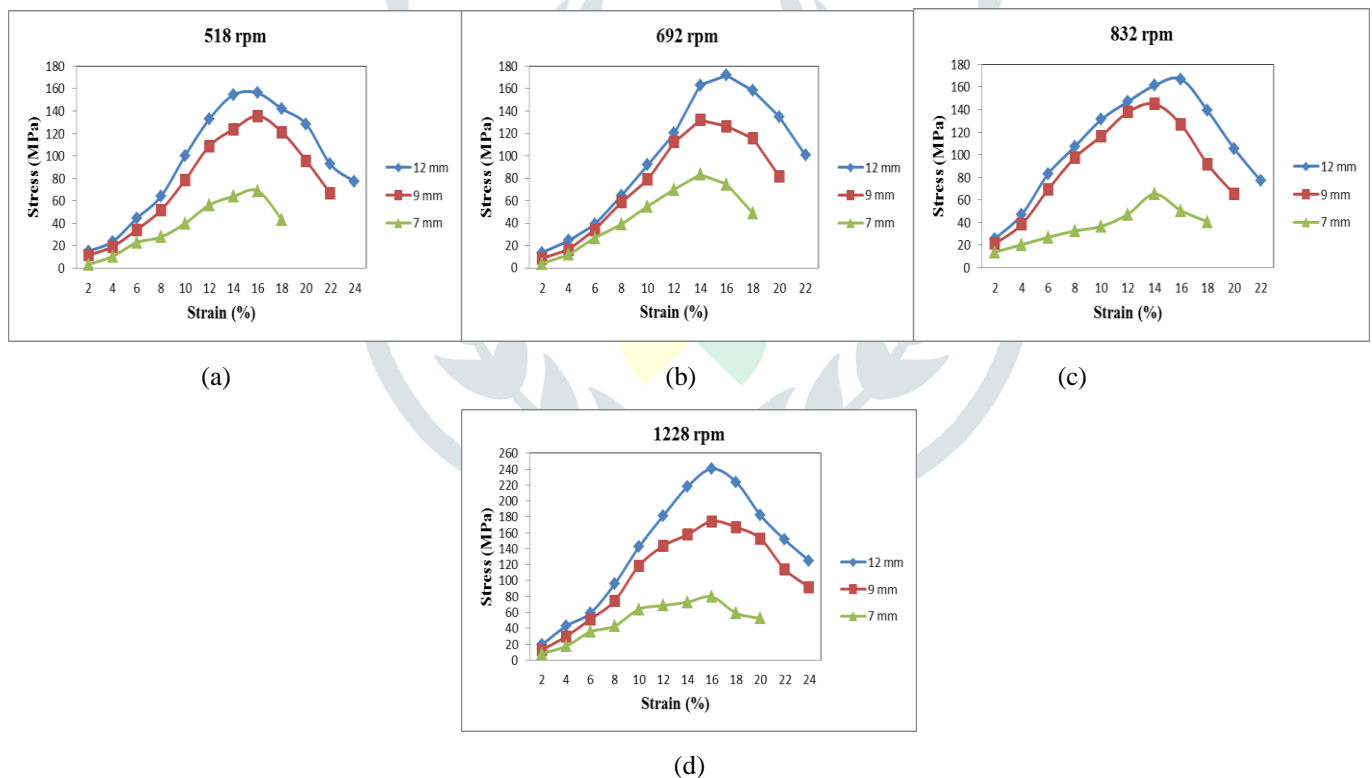 518 rpm
Stress (MPa)
180
160
140
120
100
80
60
40
20
0
2 4 6 8 10 12 14 16 18 20 22 24
Strain (%)
12 mm
9 mm
7 mm
(a)
692 rpm
Stress (MPa)
180
160
140
120
100
80
60
40
20
0
2 4 6 8 10 12 14 16 18 20 22
Strain (%)
12 mm
9 mm
7 mm
(b)
832 rpm
Stress (MPa)
180
160
140
120
100
80
60
40
20
0
2 4 6 8 10 12 14 16 18 20 22
Strain (%)
12 mm
9 mm
7 mm
(c)
1228 rpm
Stress (MPa)
260
240
220
200
180
160
140
120
100
80
60
40
20
0
2 4 6 8 10 12 14 16 18 20 22 24
Strain (%)
12 mm
9 mm
7 mm
(d)